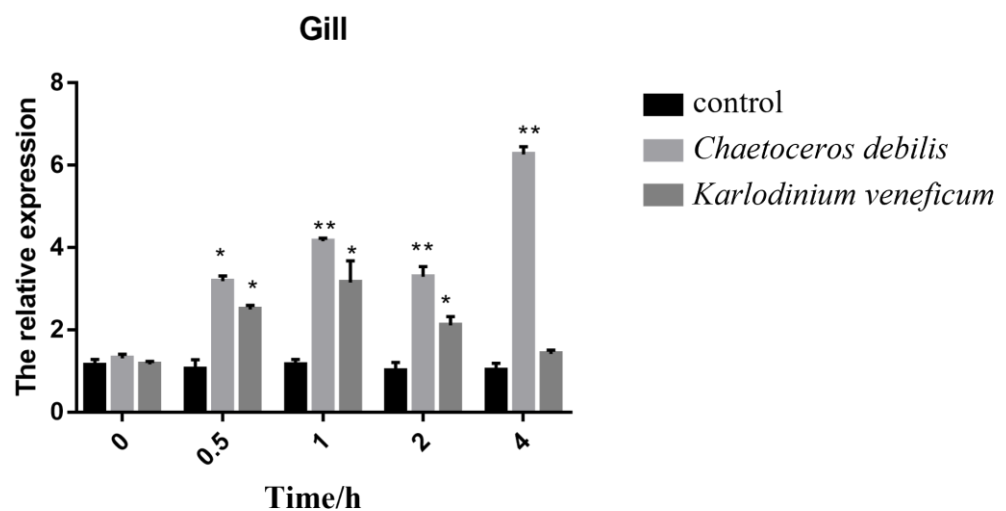 Gill
The relative expression
8
6
4
2
0
*
*
**
*
**
*
**
0
0.5
1
2
4
Time/h
control
Chaetoceros debilis
Karlodinium veneficum